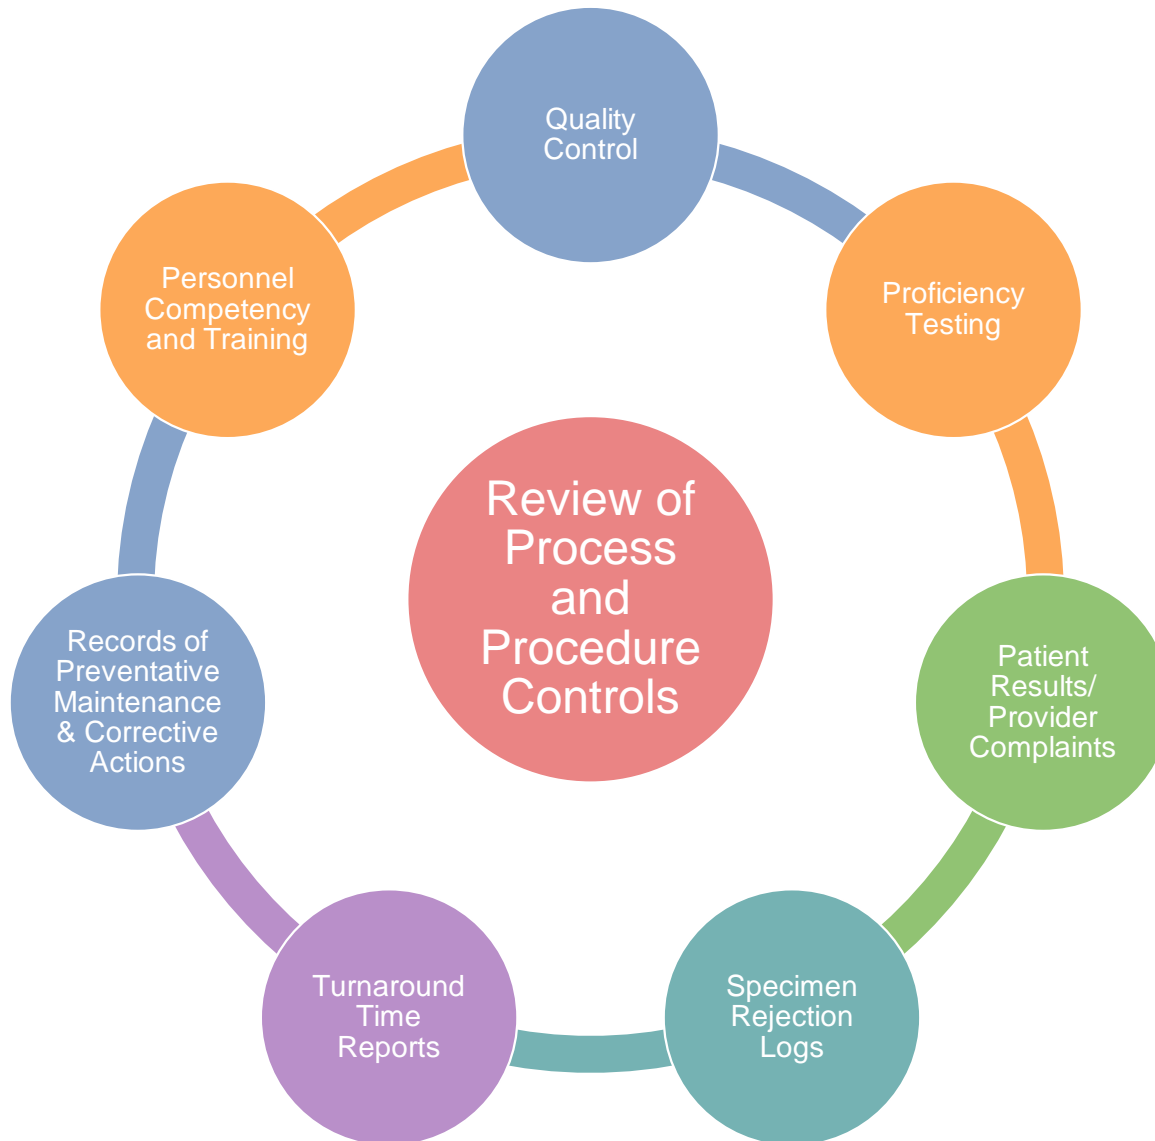 Quality
Control
Proficiency
Testing
Patient
Results/
Provider
Complaints
Specimen
Rejection
Logs
Turnaround
Time
Reports
Records of
Preventative
Maintenance
& Corrective
Actions
Personnel
Competency
and Training
Review of
Process
and
Procedure
Controls